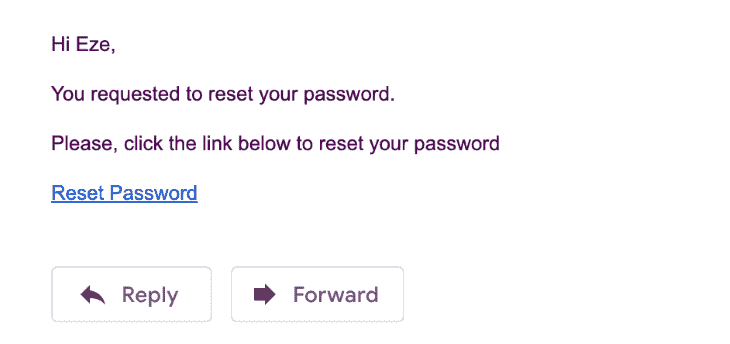 Hi Eze,
You requested to reset your password.
Please, click the link below to reset your password
Reset Password
Reply Forward